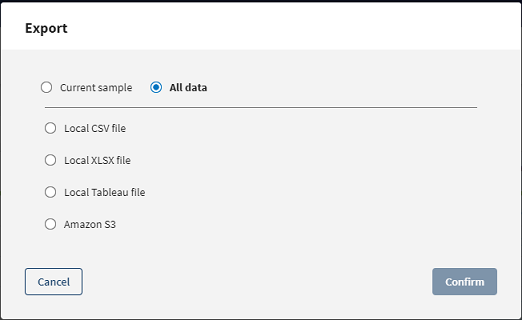 Export
Current sample All data
Local CSV file
Local XLSX file
Local Tableau file
Amazon S3
Cancel Confirm